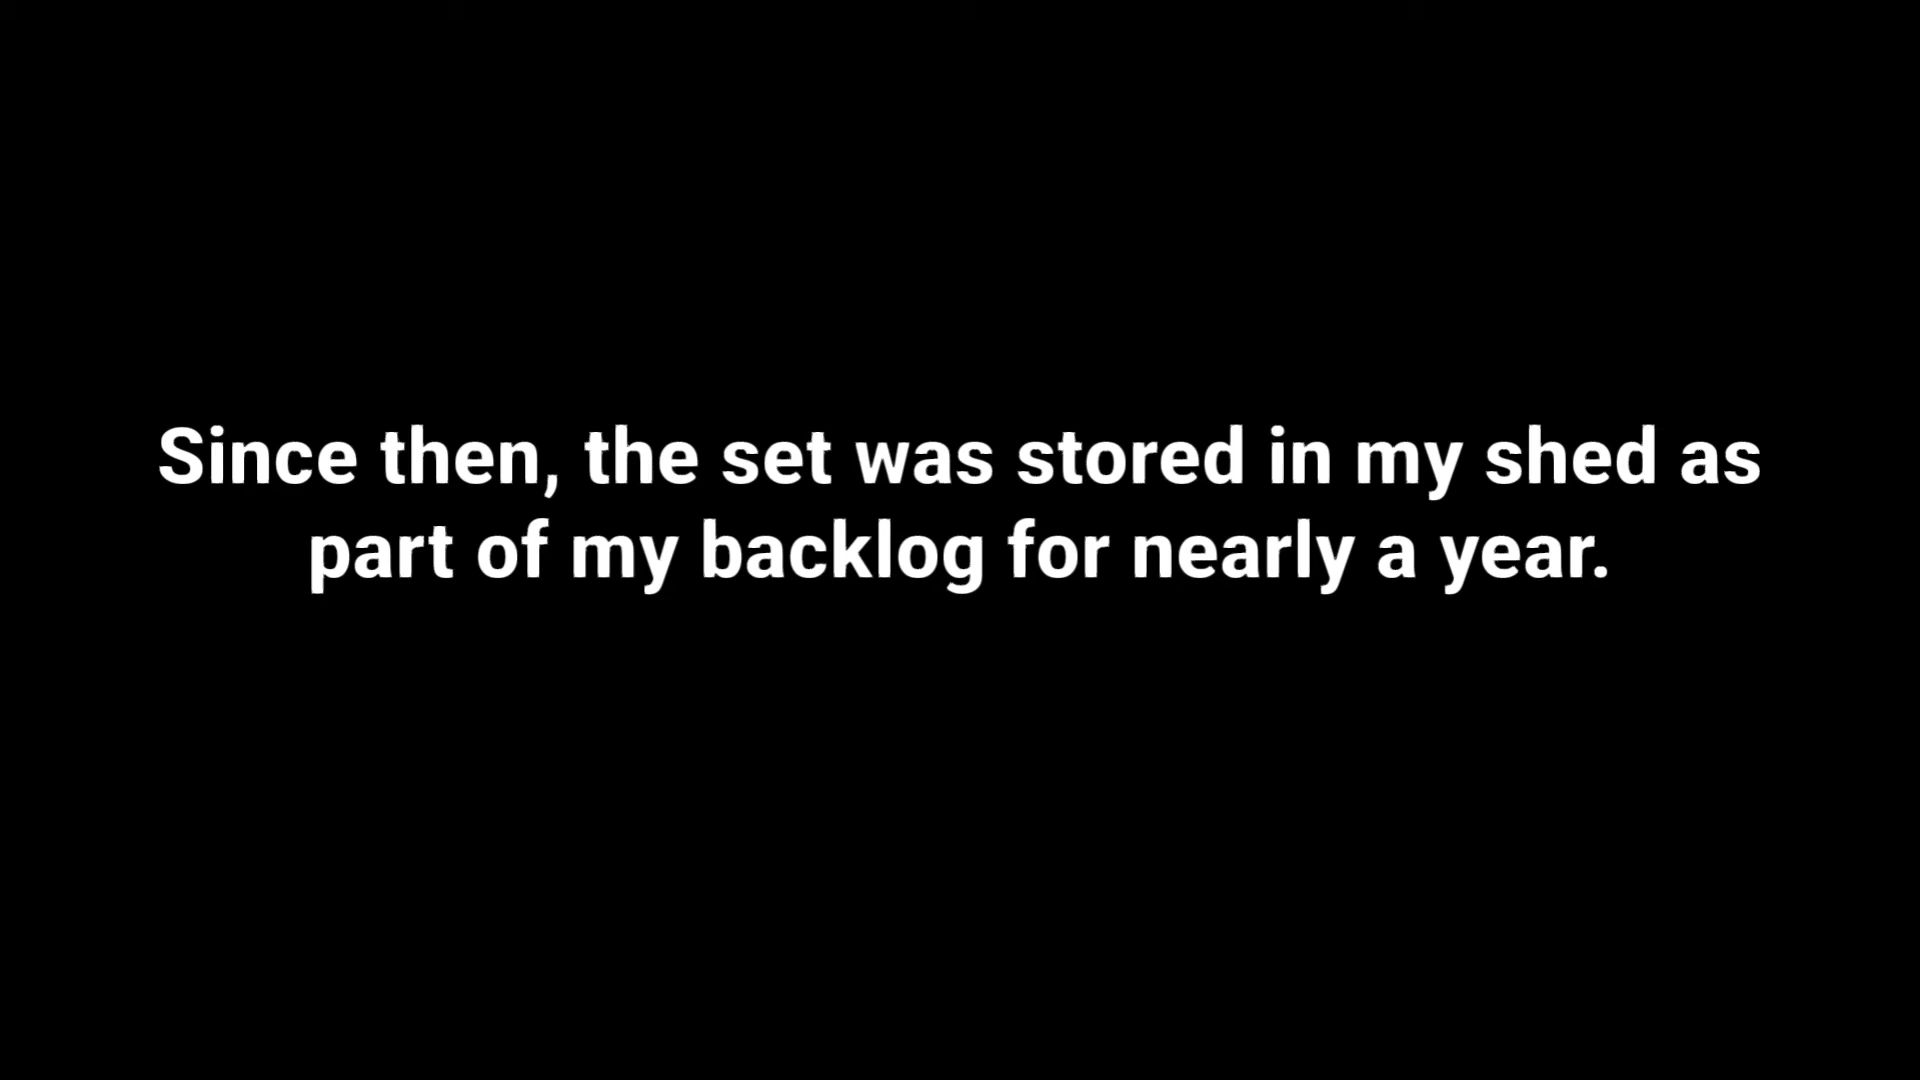 Since then, the set was stored in my shed as
part of my backlog for nearly a year.